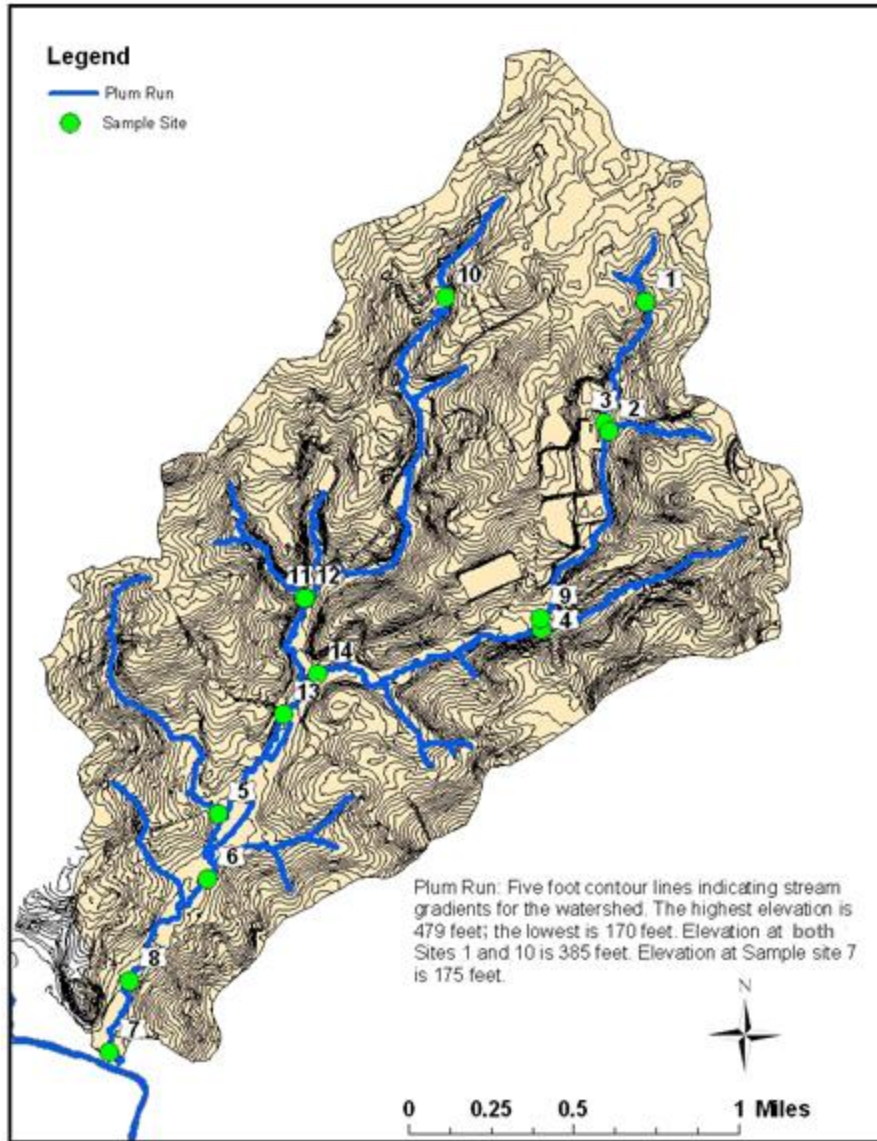 Legend
Plum Run
Sample Site
10
1
3
2
11 12
9
4
14
13
5
6
Plum Run: Five foot contour lines indicating stream
gradients for the watershed. The highest elevation is
479 feet; the lowest is 170 feet. Elevation at both
Sites 1 and 10 is 385 feet. Elevation at Sample site 7
is 175 feet.
8
7
N
0 0.25 0.5 1 Miles